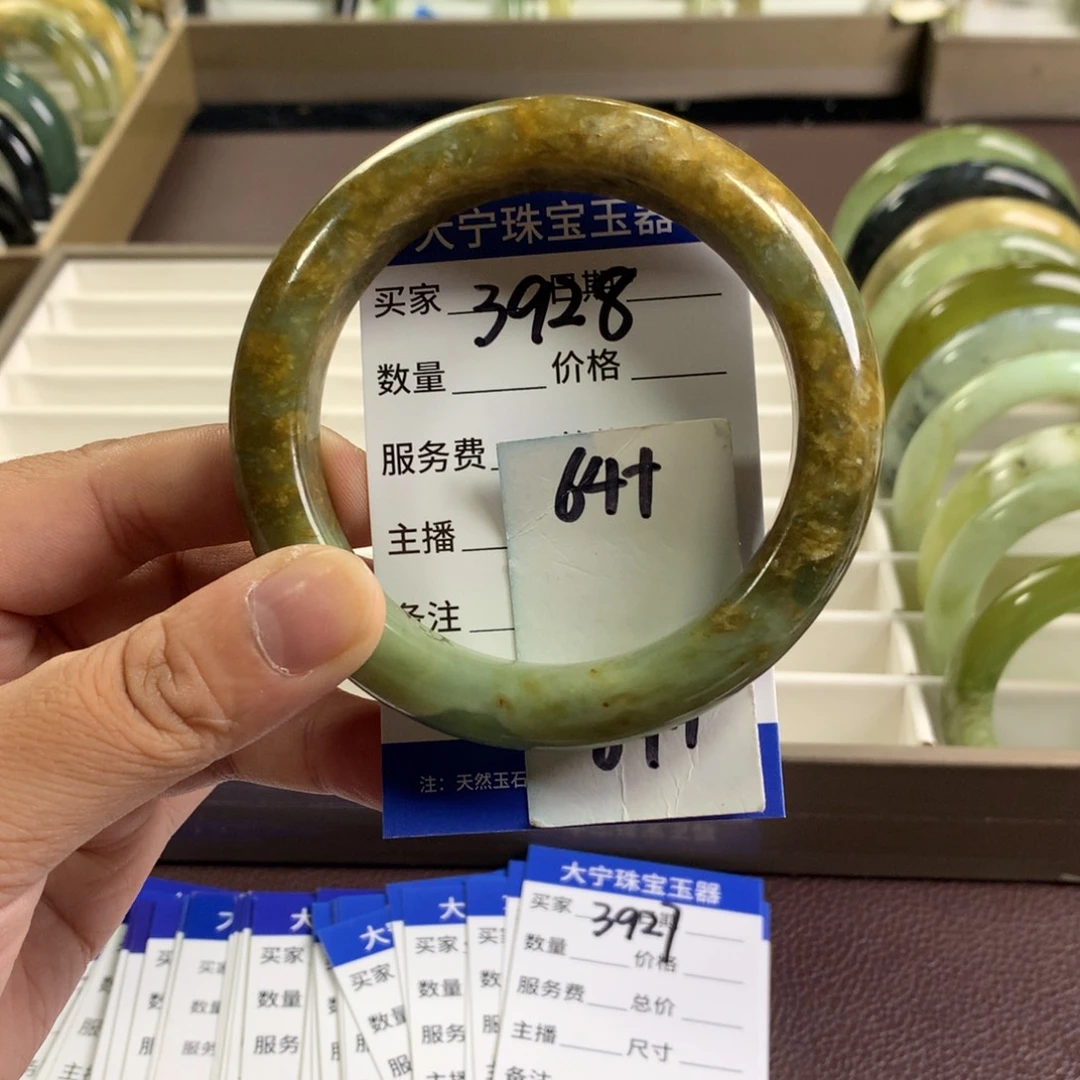 大宁珠宝玉器
买家 3928 日期
数量 价格
服务费
64+
主播
备注
注：天然玉石
大宁珠宝玉器
买家 3927 期
数量 价格
服务费 总价
主播 尺寸
备注
大
买家
数量
服务
大
买家
数量
服
大
买家
数量
服务
主播
买家
数量
服